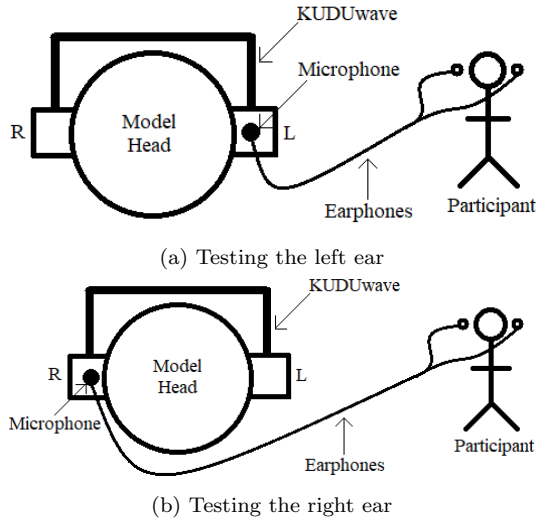 KUDUwave
Microphone
R
Model
Head
L
Earphones
Participant
(a) Testing the left ear
KUDUwave
R
Model
Head
L
Microphone
Earphones
Participant
(b) Testing the right ear